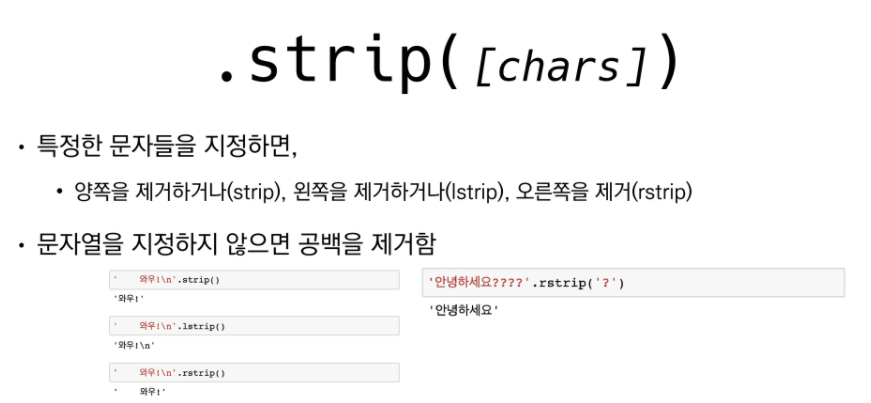 .strip([chars])
• 특정한 문자들을 지정하면,
• 양쪽을 제거하거나(strip), 왼쪽을 제거하거나(lstrip), 오른쪽을 제거(rstrip)
• 문자열을 지정하지 않으면 공백을 제거함
'    와우!\n'.strip()
'와우!'
'    와우!\n'.lstrip()
'와우!\n'
'    와우!\n'.rstrip()
'    와우!'
'안녕하세요????'.rstrip('?')
'안녕하세요'